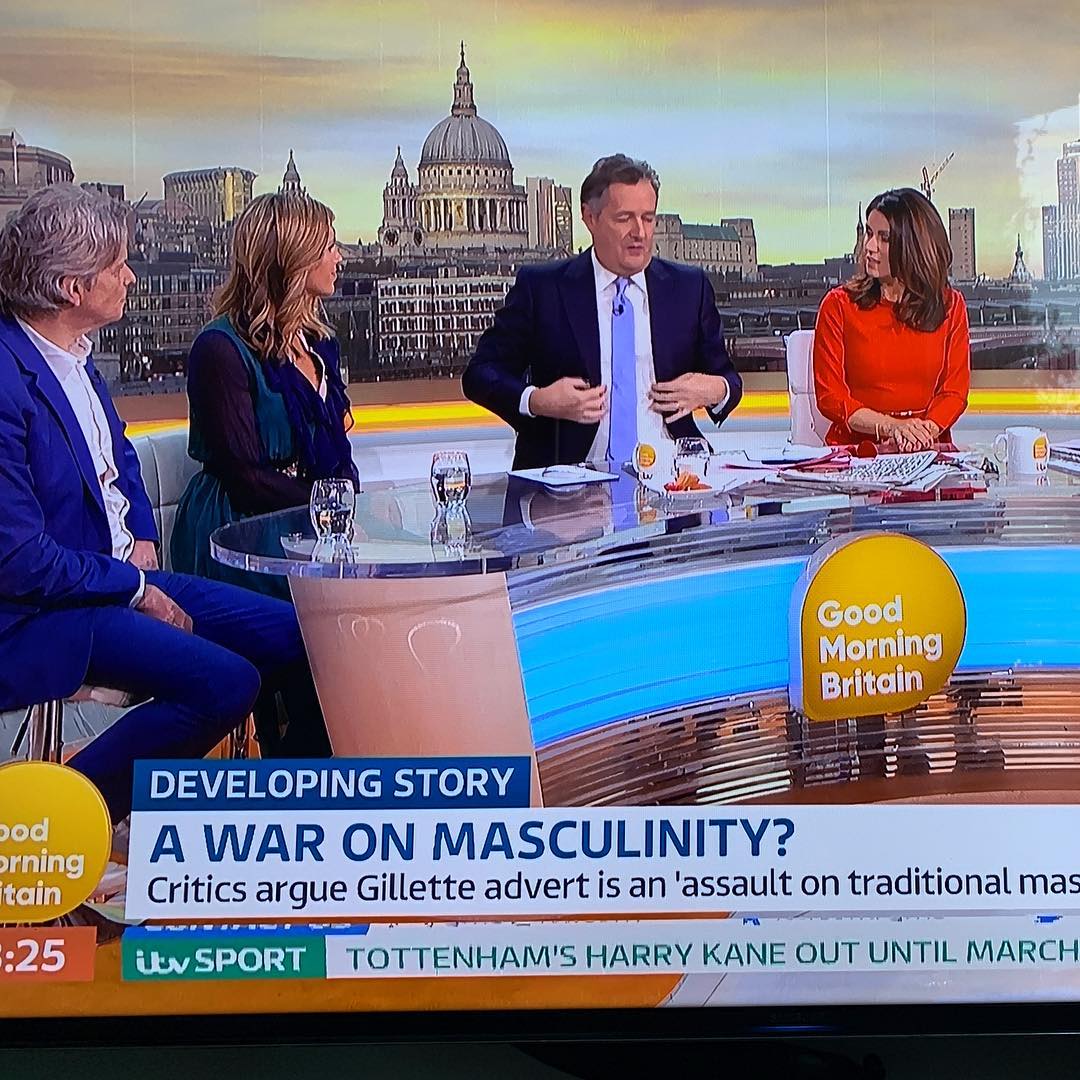 Good
Morning
Britain
DEVELOPING STORY
A WAR ON MASCULINITY?
Critics argue Gillette advert is an 'assault on traditional mas
ood
orning
itain
:25
itv SPORT
TOTTENHAM'S HARRY KANE OUT UNTIL MARCH